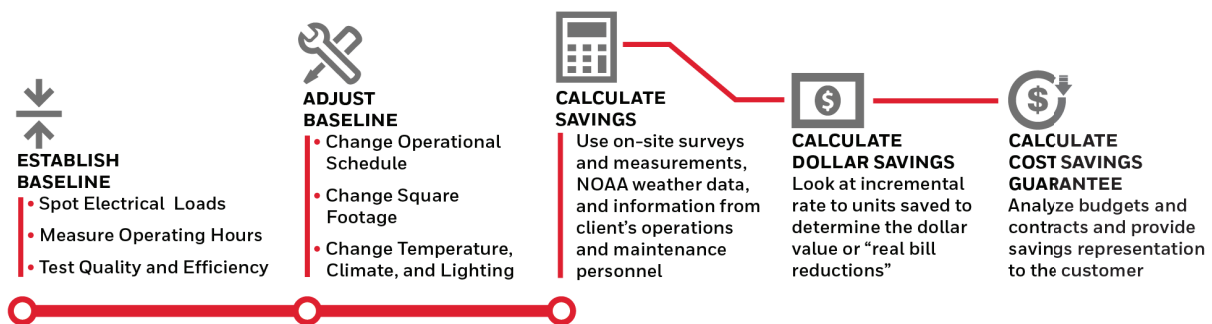 ESTABLISH
BASELINE
• Spot Electrical Loads
• Measure Operating Hours
• Test Quality and Efficiency
ADJUST
BASELINE
• Change Operational
Schedule
• Change Square
Footage
• Change Temperature,
Climate, and Lighting
CALCULATE
SAVINGS
Use on-site surveys
and measurements,
NOAA weather data,
and information from
client's operations
and maintenance
personnel
$
CALCULATE
DOLLAR SAVINGS
Look at incremental
rate to units saved to
determine the dollar
value or “real bill
reductions”
$
CALCULATE
COST SAVINGS
GUARANTEE
Analyze budgets and
contracts and provide
savings representation
to the customer